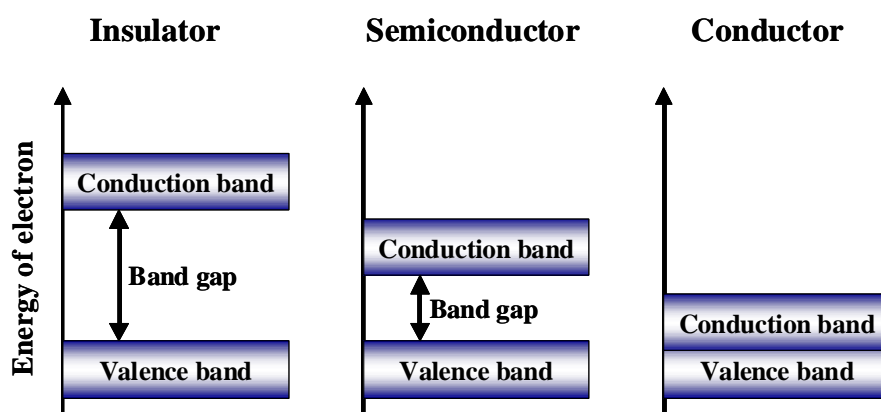 Insulator
Semiconductor
Conductor
Energy of electron
Conduction band
Band gap
Valence band
Conduction band
Band gap
Valence band
Conduction band
Valence band